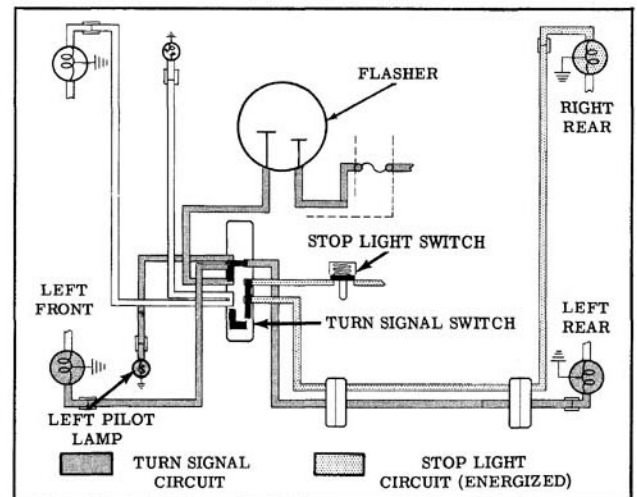 FLASHER
RIGHT
REAR
STOP LIGHT SWITCH
LEFT
FRONT
TURN SIGNAL SWITCH
LEFT
REAR
LEFT PILOT
LAMP
TURN SIGNAL
CIRCUIT
STOP LIGHT
CIRCUIT (ENERGIZED)